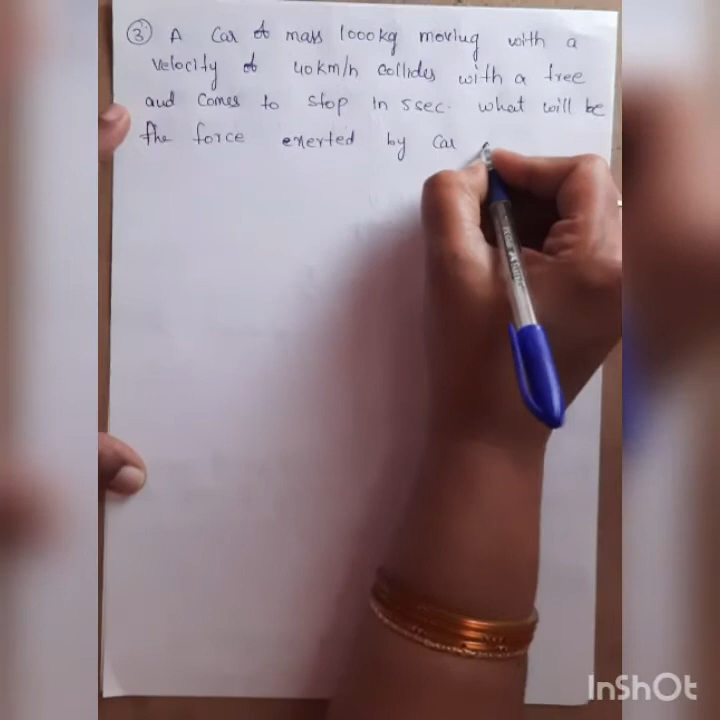 ③ A car of mass 1000kg moving with a
velocity of 40km/h collides with a tree
and comes to stop in 5sec. what will be
the force exerted by car
InShOt